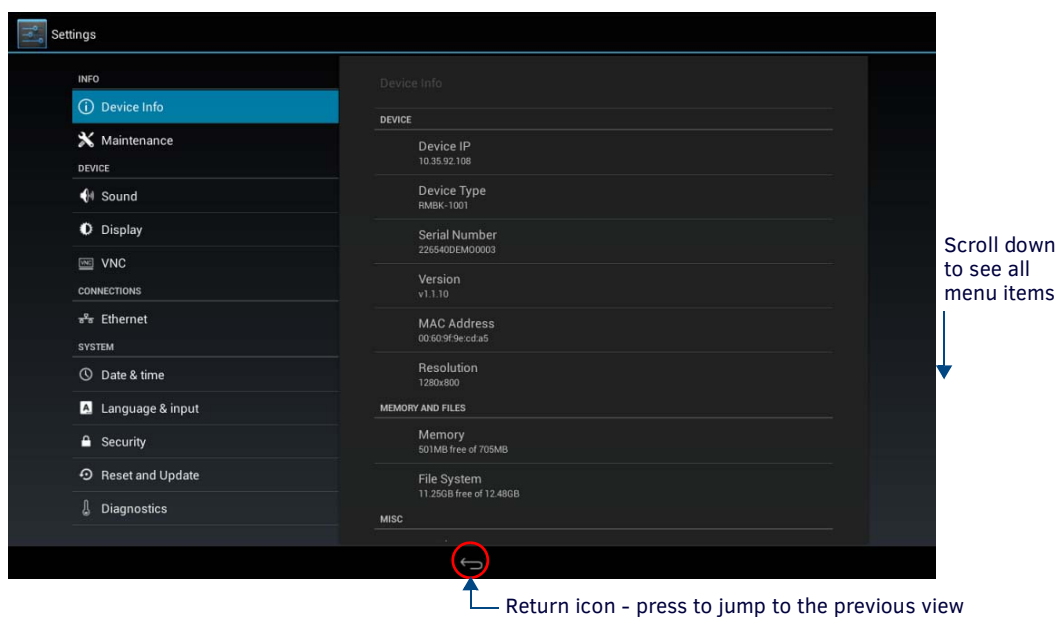 Settings
INFO
Device Info
Maintenance
DEVICE
Sound
Display
VNC
VNC
CONNECTIONS
Ethernet
SYSTEM
Date & time
A
Language & input
Security
Reset and Update
Diagnostics
Device Info
DEVICE
Device IP
10.35.92.108
Device Type
RMBK-1001
Serial Number
226540DEMO0003
Version
v1.1.10
MAC Address
00:60:9f:9e:cd:a5
Resolution
1280x800
MEMORY AND FILES
Memory
501MB free of 705MB
File System
11.25GB free of 12.48GB
MISC
Scroll down
to see all
menu items
Return icon - press to jump to the previous view